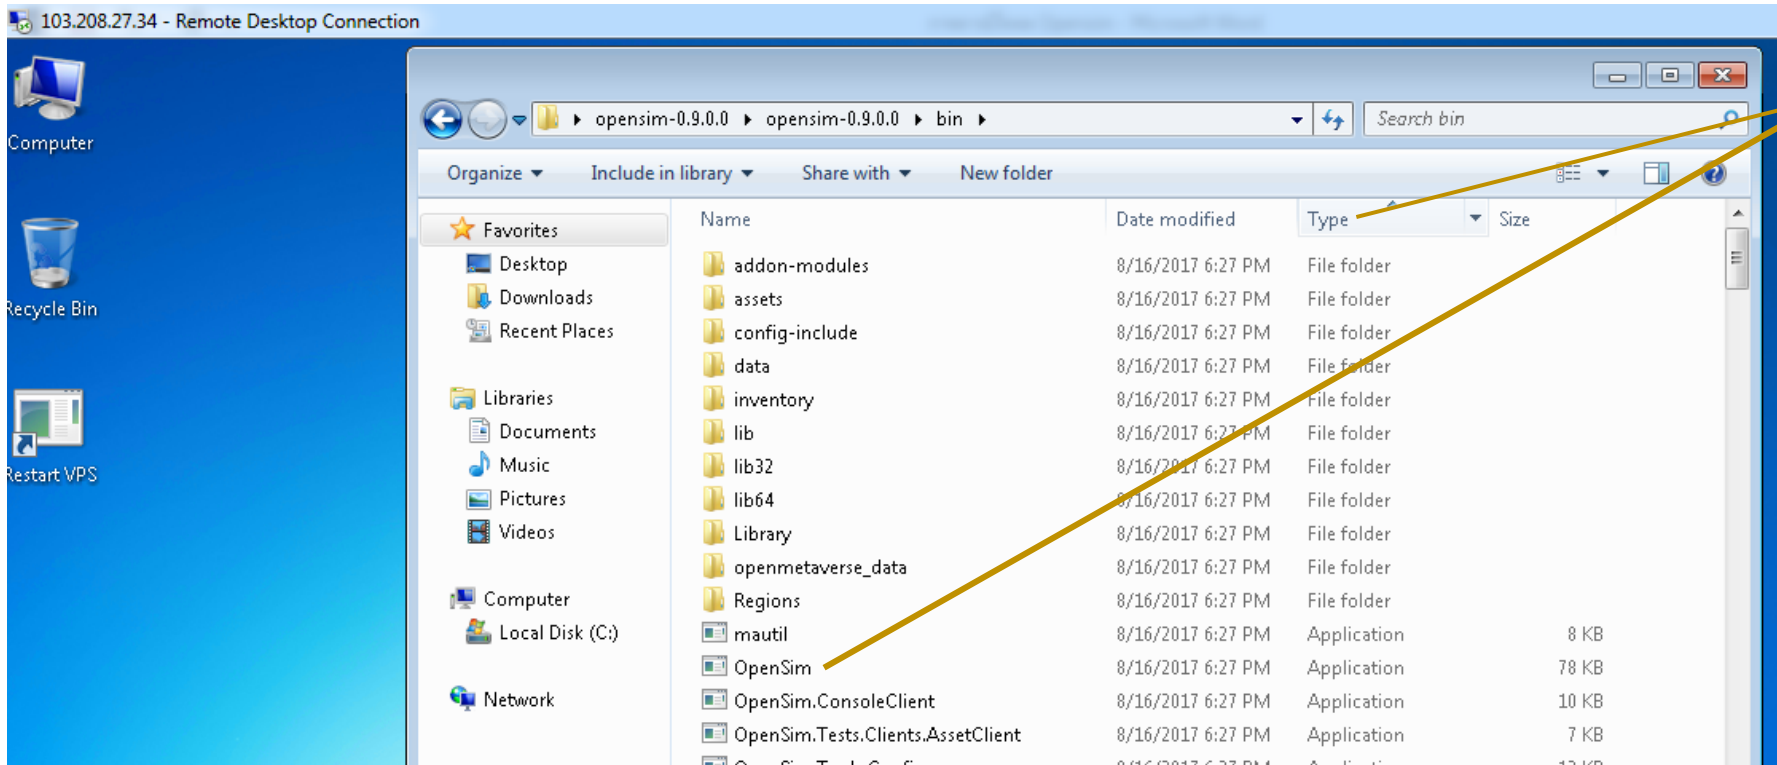 103.208.27.34 - Remote Desktop Connection
Computer
Recycle Bin
Restart VPS
opensim-0.9.0.0 opensim-0.9.0.0 bin
Search bin
Organize Include in library Share with New folder
Favorites
Desktop
Downloads
Recent Places
Libraries
Documents
Music
Pictures
Videos
Computer
Local Disk (C:)
Network
Name Date modified Type Size
addon-modules 8/16/2017 6:27 PM File folder
assets 8/16/2017 6:27 PM File folder
config-include 8/16/2017 6:27 PM File folder
data 8/16/2017 6:27 PM File folder
inventory 8/16/2017 6:27 PM File folder
lib 8/16/2017 6:27 PM File folder
lib32 8/16/2017 6:27 PM File folder
lib64 8/16/2017 6:27 PM File folder
Library 8/16/2017 6:27 PM File folder
openmetaverse_data 8/16/2017 6:27 PM File folder
Regions 8/16/2017 6:27 PM File folder
mautil 8/16/2017 6:27 PM Application 8 KB
OpenSim 8/16/2017 6:27 PM Application 78 KB
OpenSim.ConsoleClient 8/16/2017 6:27 PM Application 10 KB
OpenSim.Tests.Clients.AssetClient 8/16/2017 6:27 PM Application 7 KB